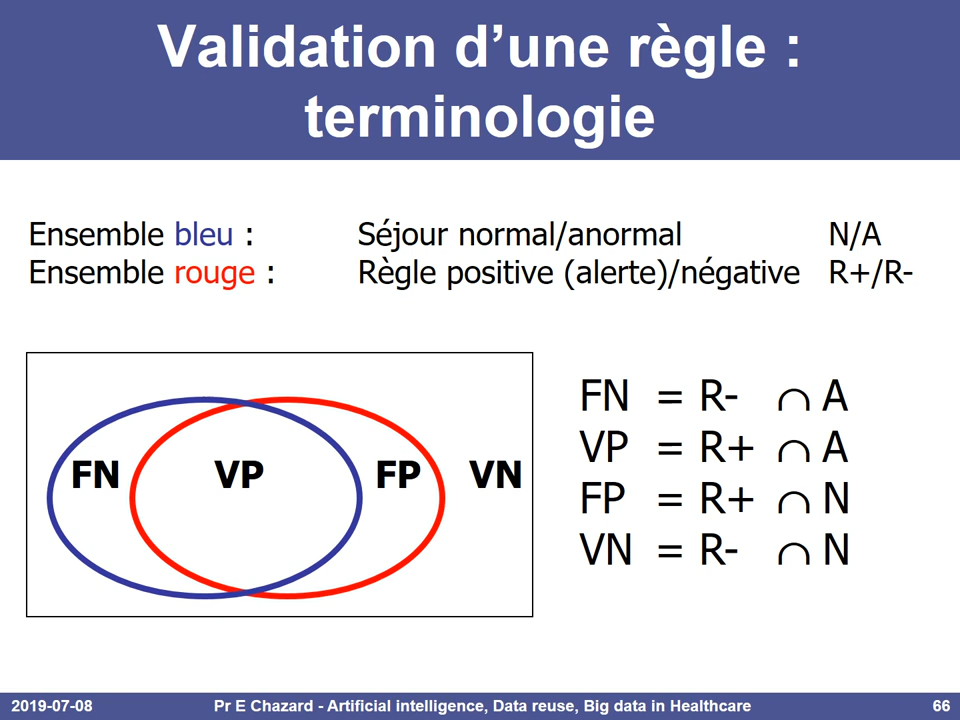 Validation d’une règle :
terminologie
Ensemble bleu : Séjour normal/anormal N/A
Ensemble rouge : Règle positive (alerte)/négative R+/R-
FN VP FP VN
FN = R- ∩ A
VP = R+ ∩ A
FP = R+ ∩ N
VN = R- ∩ N
2019-07-08 Pr E Chazard - Artificial intelligence, Data reuse, Big data in Healthcare 66